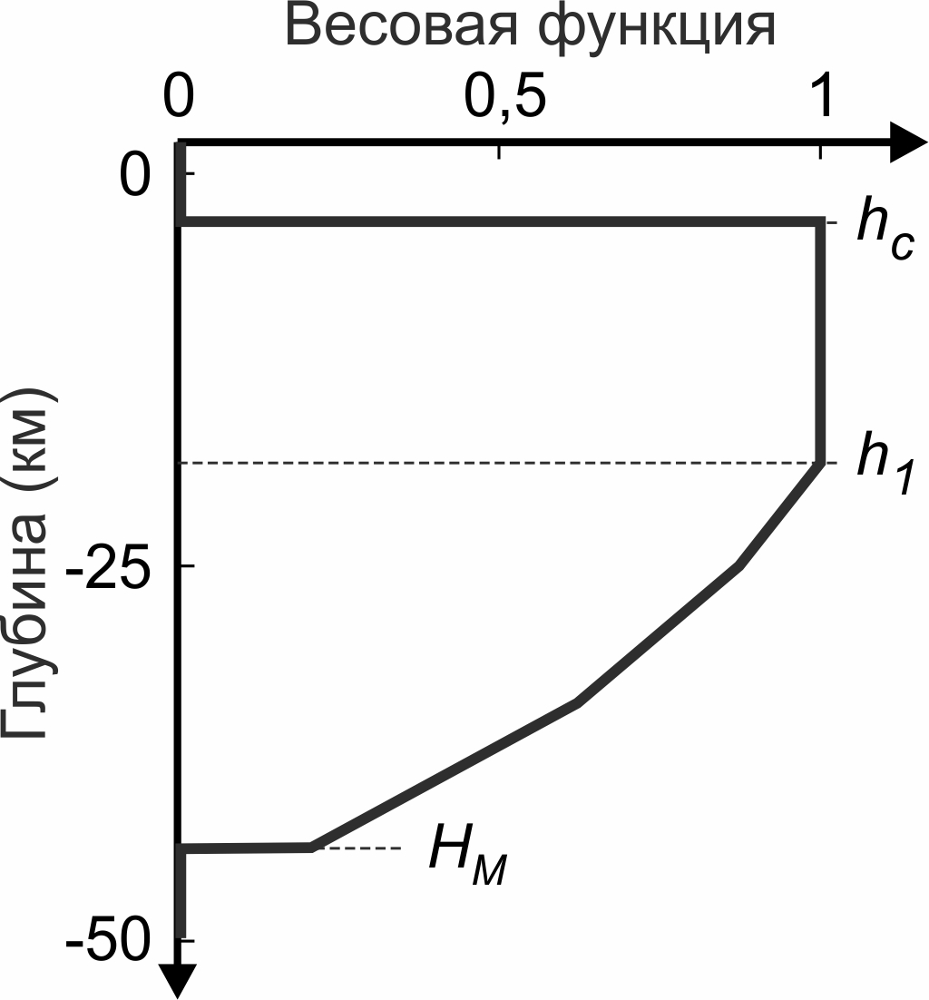 Весовая функция
0 0,5 1
0
h_c
h_1
Глубина (км)
-25
H_M
-50